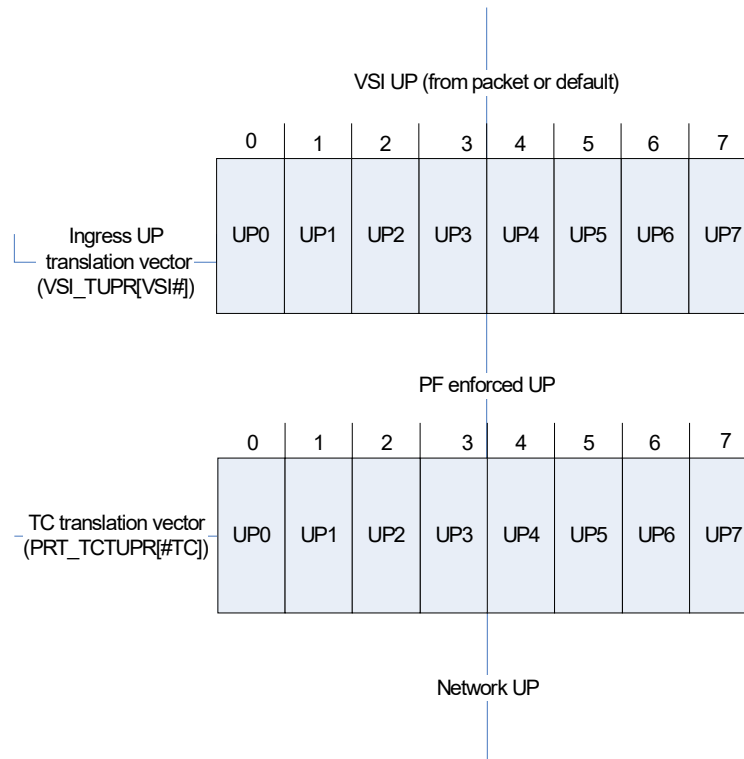 VSI UP (from packet or default)
0 1 2 3 4 5 6 7
Ingress UP
translation vector
(VSI_TUPR[VSI#])
UP0 UP1 UP2 UP3 UP4 UP5 UP6 UP7
PF enforced UP
0 1 2 3 4 5 6 7
TC translation vector
(PRT_TCTUPR[#TC])
UP0 UP1 UP2 UP3 UP4 UP5 UP6 UP7
Network UP